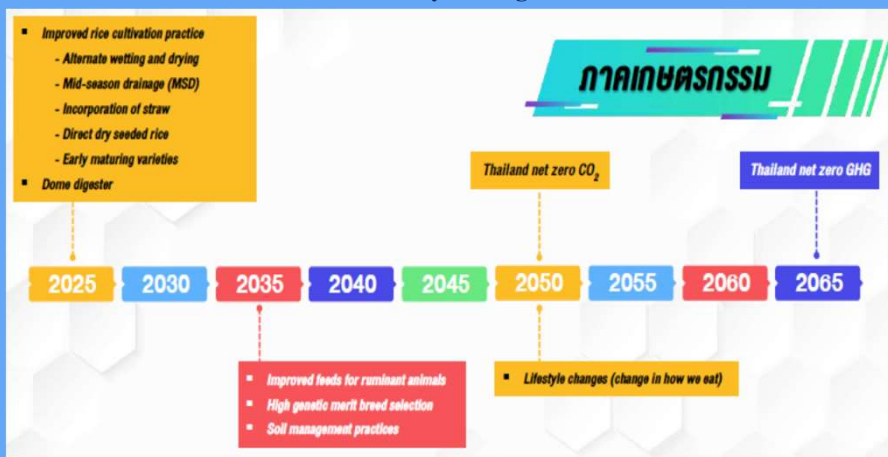 ▪ Improved rice cultivation practice
- Alternate wetting and drying
- Mid-season drainage (MSD)
- Incorporation of straw
- Direct dry seeded rice
- Early maturing varieties
▪ Dome digester
ภาคเกษตรกรรม
Thailand net zero CO₂
Thailand net zero GHG
2025 2030 2035 2040 2045 2050 2055 2060 2065
▪ Improved feeds for ruminant animals
▪ High genetic merit breed selection
▪ Soil management practices
▪ Lifestyle changes (change in how we eat)